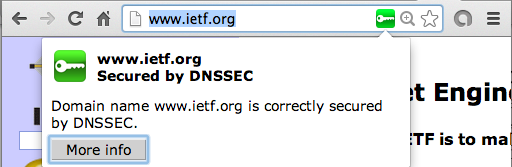 www.ietf.org
www.ietf.org
Secured by DNSSEC
et Engin
Domain name www.ietf.org is correctly secured
by DNSSEC.
ETF is to mak
More info